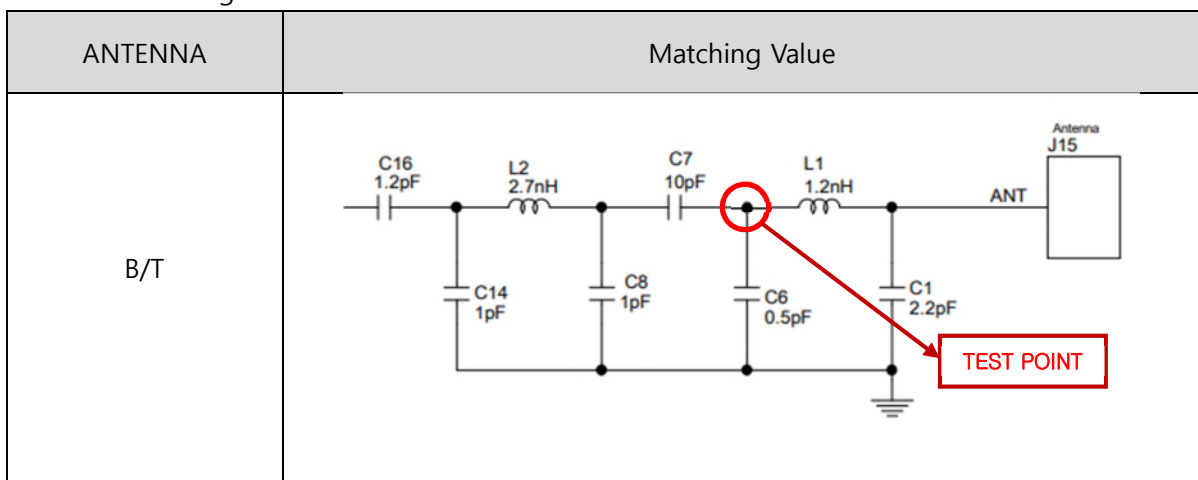 ANTENNA
Matching Value
B/T
C16
1.2pF
L2
2.7nH
C7
10pF
L1
1.2nH
Antenna
J15
ANT
C14
1pF
C8
1pF
C6
0.5pF
C1
2.2pF
TEST POINT